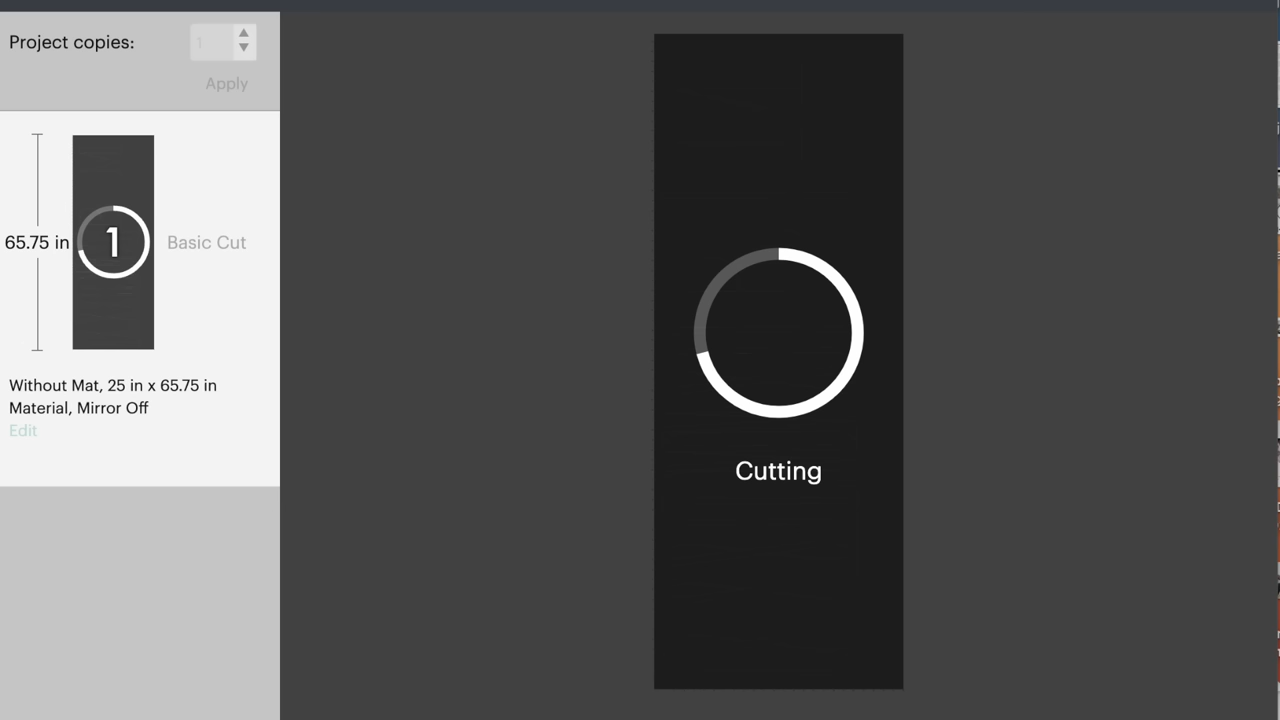 Project copies:
1
Apply
65.75 in
1
Basic Cut
Without Mat, 25 in x 65.75 in
Material, Mirror Off
Edit
Cutting